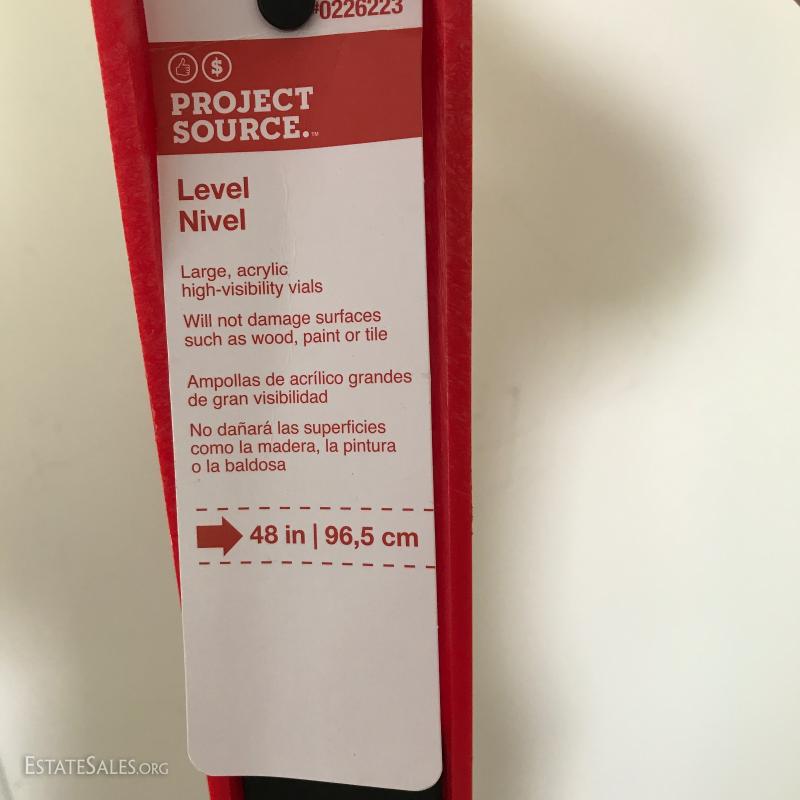 #0226223
$
PROJECT
SOURCE.™
Level
Nivel
Large, acrylic
high-visibility vials
Will not damage surfaces
such as wood, paint or tile
Ampollas de acrílico grandes
de gran visibilidad
No dañará las superficies
como la madera, la pintura
o la baldosa
48 in | 96,5 cm
ESTATESALES.ORG